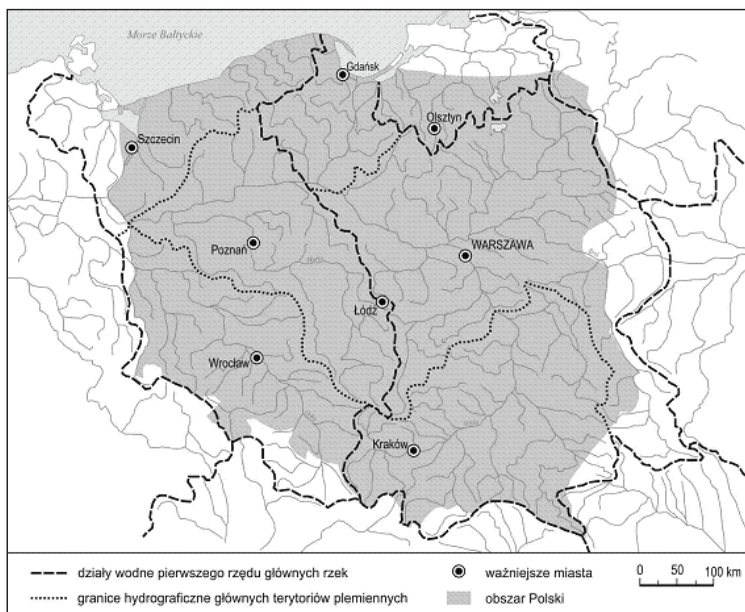 Morze Bałtyckie
Gdańsk
Olsztyn
Szczecin
Poznań
WARSZAWA
Łódź
Wrocław
Kraków
działy wodne pierwszego rzędu głównych rzek
ważniejsze miasta
0 50 100 km
granice hydrograficzne głównych terytoriów plemiennych
obszar Polski